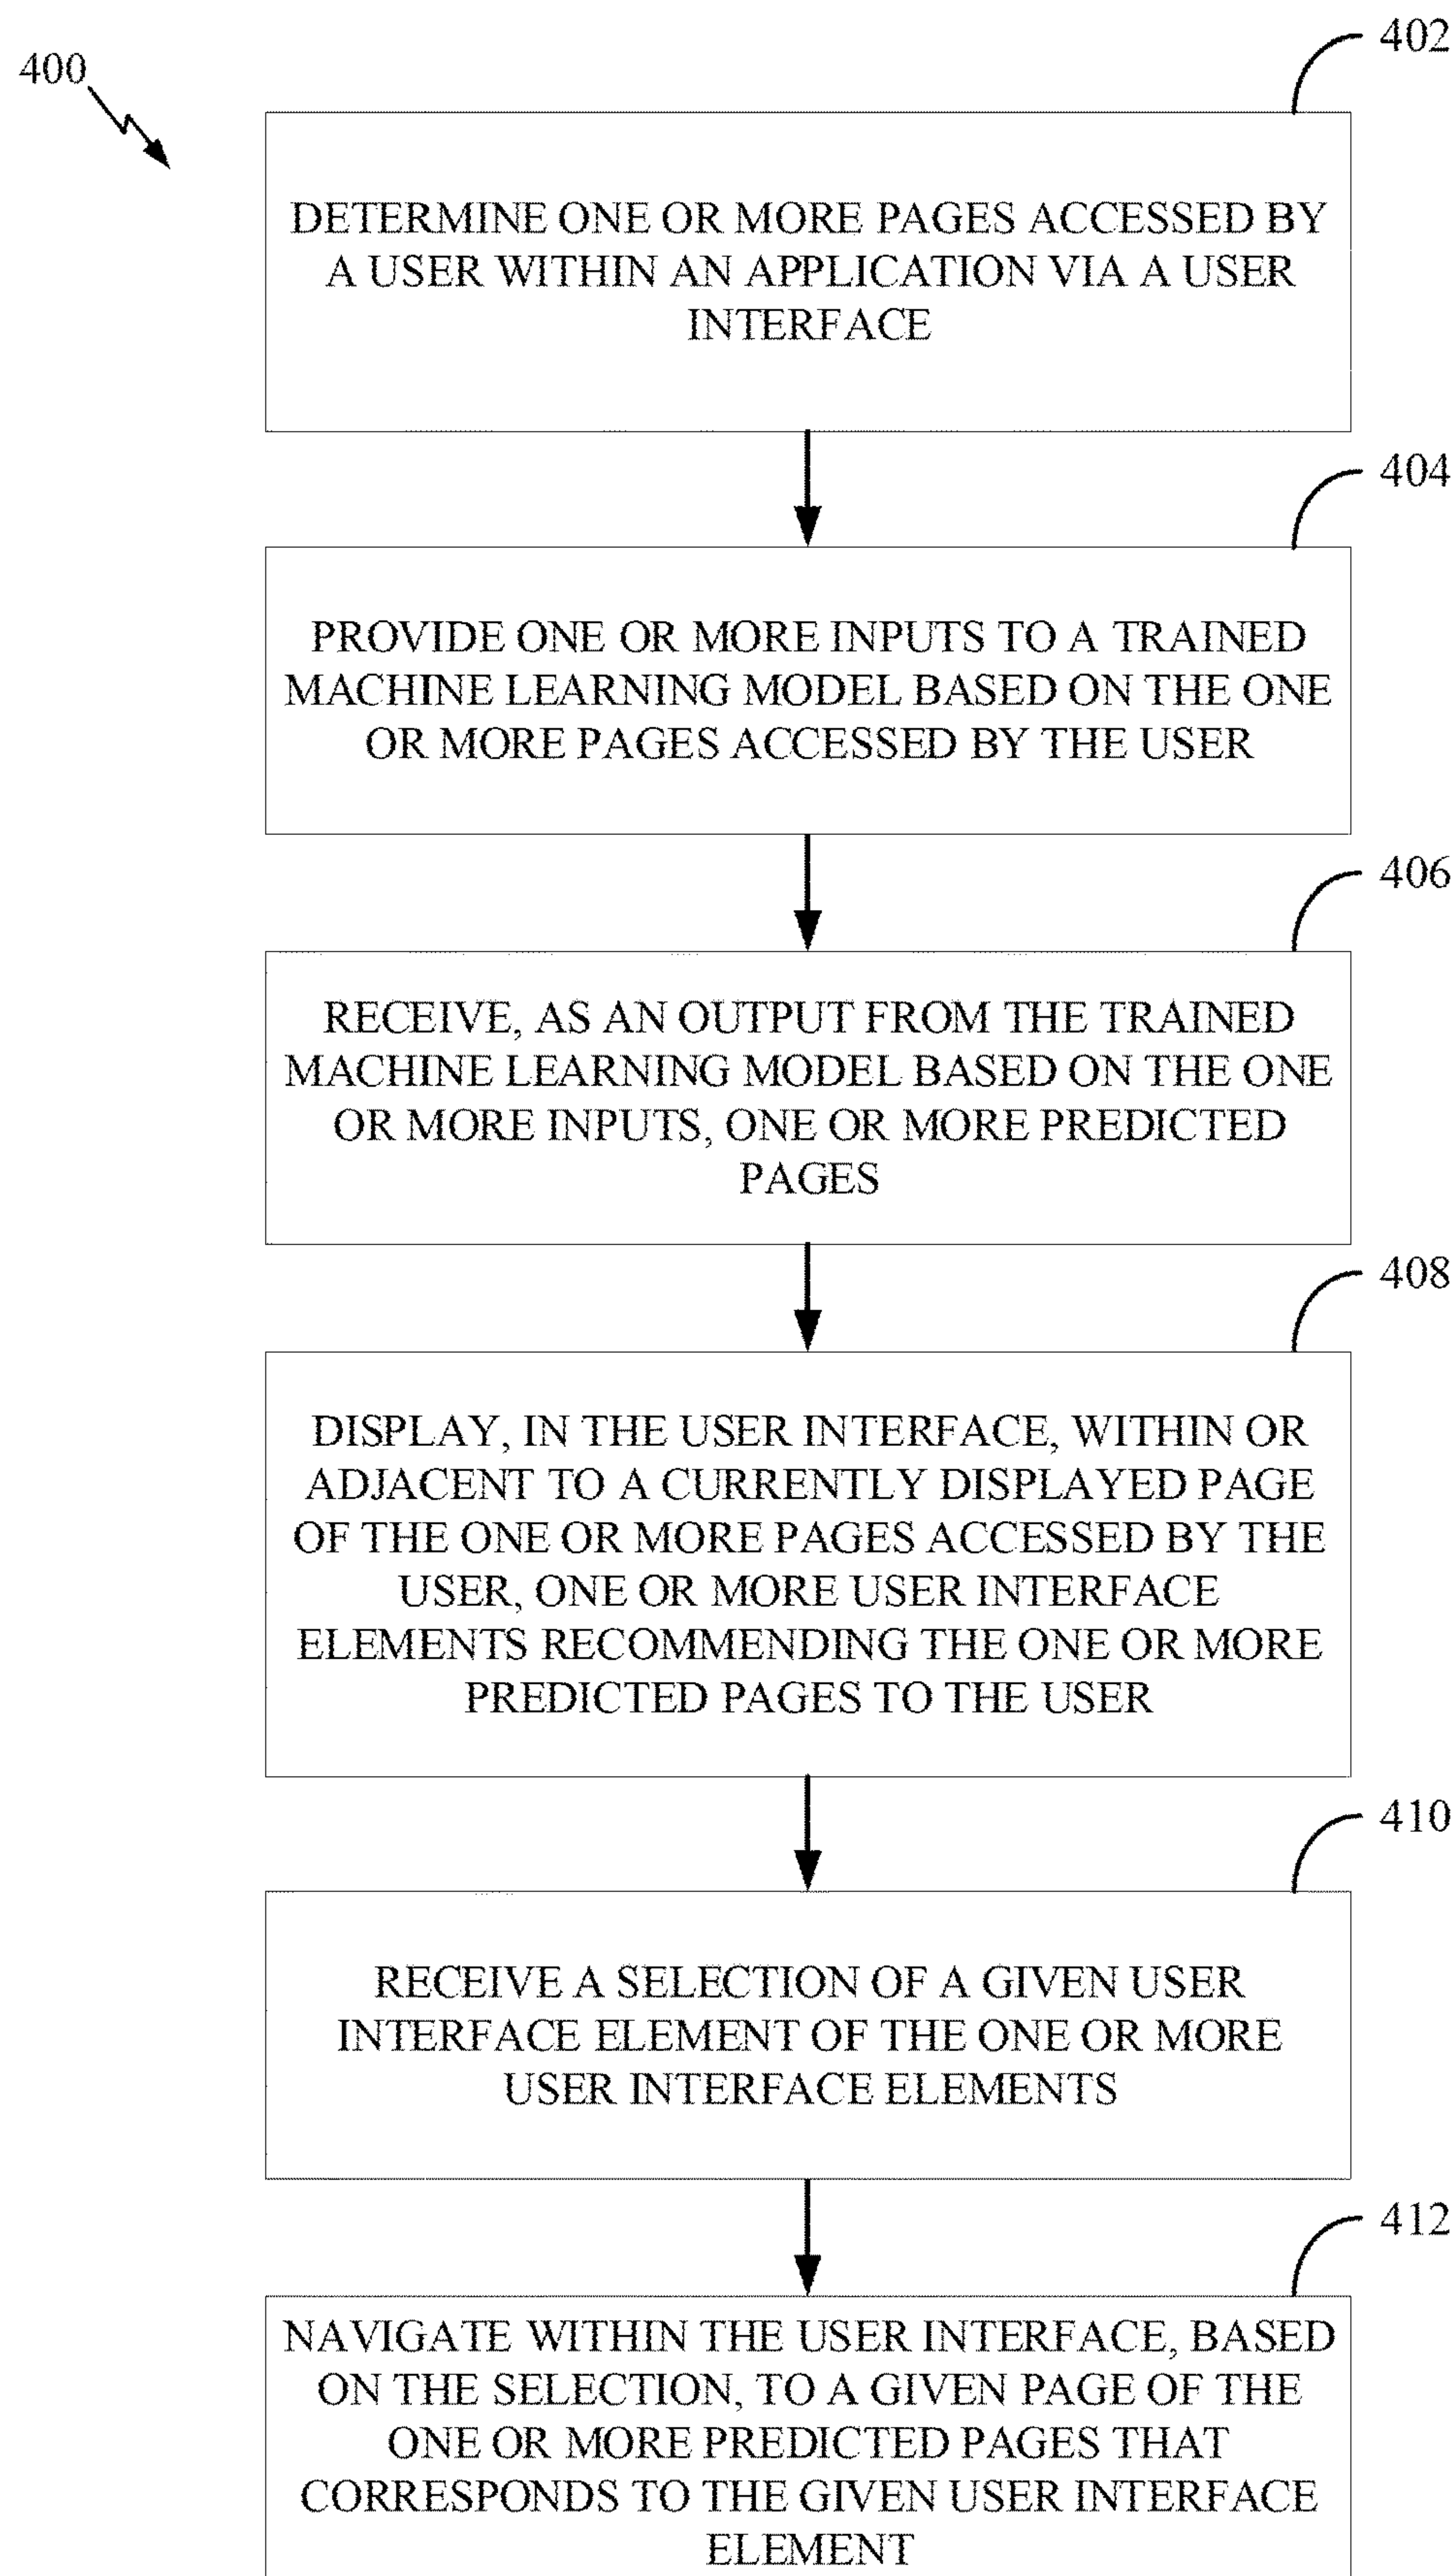 400
402
DETERMINE ONE OR MORE PAGES ACCESSED BY
A USER WITHIN AN APPLICATION VIA A USER
INTERFACE
404
PROVIDE ONE OR MORE INPUTS TO A TRAINED
MACHINE LEARNING MODEL BASED ON THE ONE
OR MORE PAGES ACCESSED BY THE USER
406
RECEIVE, AS AN OUTPUT FROM THE TRAINED
MACHINE LEARNING MODEL BASED ON THE ONE
OR MORE INPUTS, ONE OR MORE PREDICTED
PAGES
408
DISPLAY, IN THE USER INTERFACE, WITHIN OR
ADJACENT TO A CURRENTLY DISPLAYED PAGE
OF THE ONE OR MORE PAGES ACCESSED BY THE
USER, ONE OR MORE USER INTERFACE
ELEMENTS RECOMMENDING THE ONE OR MORE
PREDICTED PAGES TO THE USER
410
RECEIVE A SELECTION OF A GIVEN USER
INTERFACE ELEMENT OF THE ONE OR MORE
USER INTERFACE ELEMENTS
412
NAVIGATE WITHIN THE USER INTERFACE, BASED
ON THE SELECTION, TO A GIVEN PAGE OF THE
ONE OR MORE PREDICTED PAGES THAT
CORRESPONDS TO THE GIVEN USER INTERFACE
ELEMENT